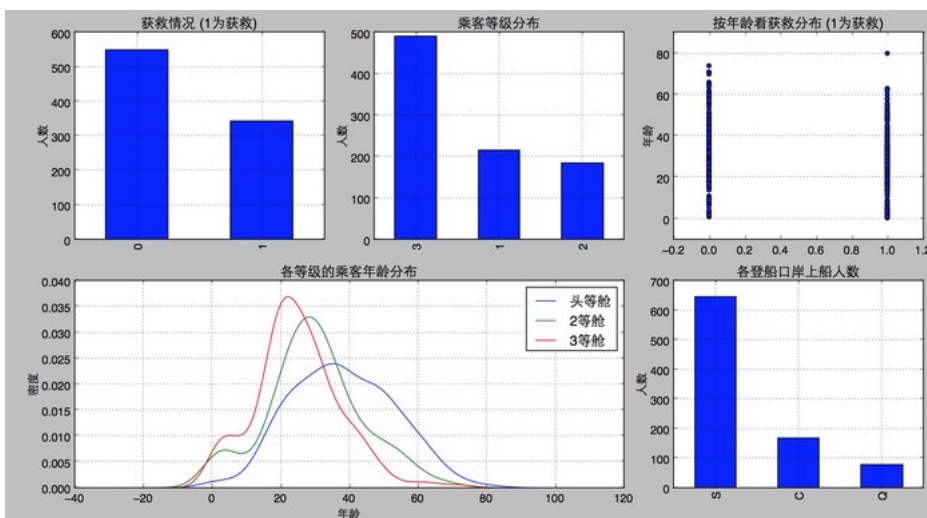 获救情况 (1为获救)
人数
600
500
400
300
200
100
0
0
1
乘客等级分布
人数
500
400
300
200
100
0
3
1
2
按年龄看获救分布 (1为获救)
年龄
80
60
40
20
0
−0.2 0.0 0.2 0.4 0.6 0.8 1.0 1.2
各等级的乘客年龄分布
密度
0.040
0.035
0.030
0.025
0.020
0.015
0.010
0.005
0.000
−40 −20 0 20 40 60 80 100 120
年龄
头等舱
2等舱
3等舱
各登船口岸上船人数
人数
700
600
500
400
300
200
100
0
S
C
Q